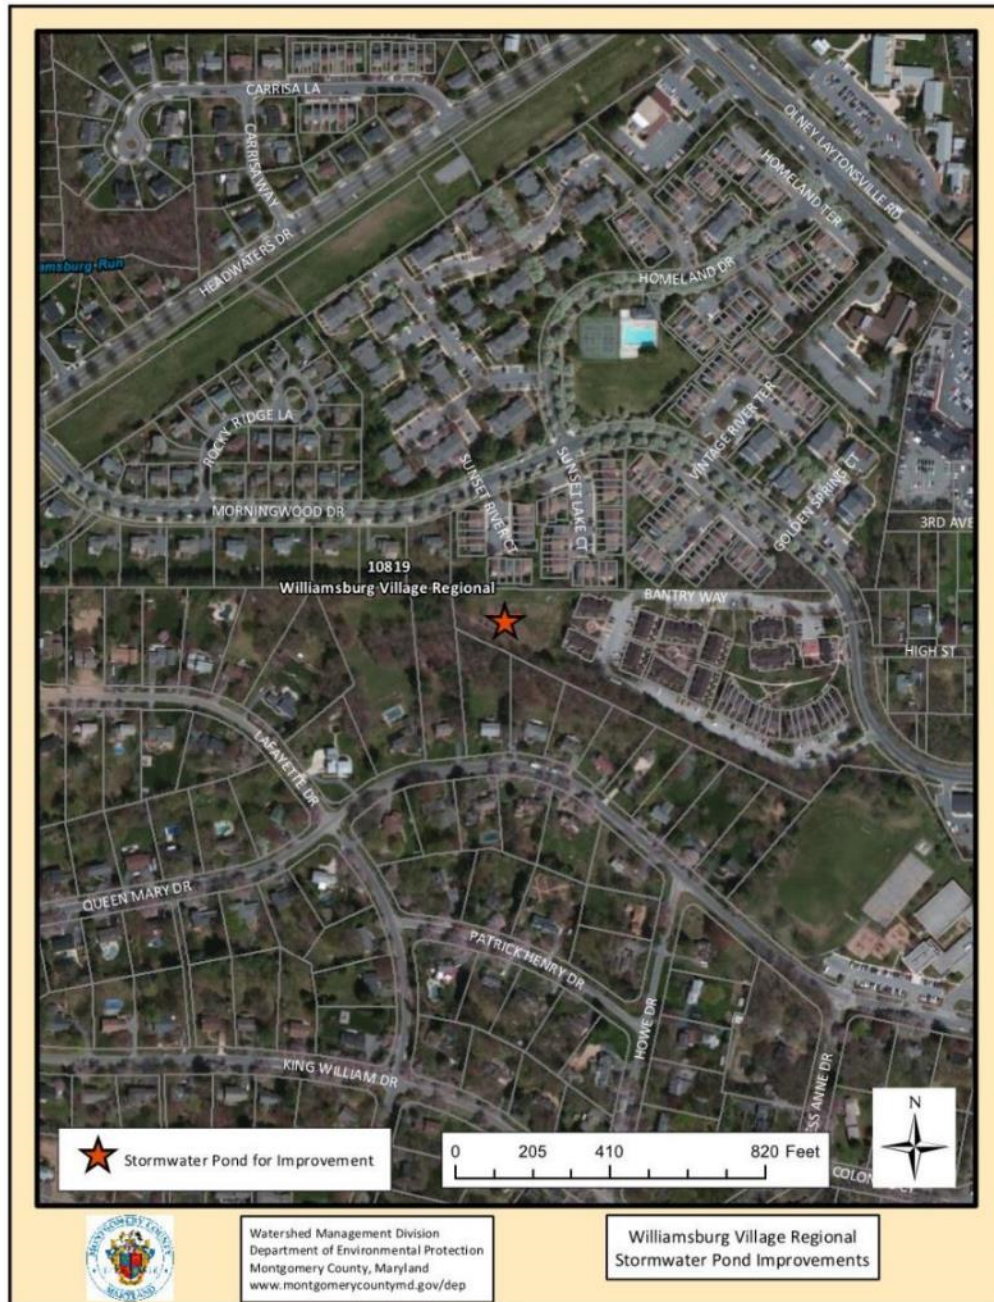 CARRISA LA
CARRISA WAY
OLNEY LAYTONSVILLE RD
HOMELAND TER
HEADWATERS DR
amsburg Run
HOMELAND DR
ROCKY RIDGE LA
VINTAGE RIVER TER
SUNSET RIVER CT
SUNSET LAKE CT
GOLDEN SPRING CT
MORNINGWOOD DR
3RD AVE
10819
Williamsburg Village Regional
BANTRY WAY
HIGH ST
LAFAYETTE DR
QUEEN MARY DR
PATRICK HENRY DR
HOWE DR
KING WILLIAM DR
SS ANNE DR
N
Stormwater Pond for Improvement
0 205 410 820 Feet
MONTGOMERY COUNTY
MARYLAND
Watershed Management Division
Department of Environmental Protection
Montgomery County, Maryland
www.montgomerycountymd.gov/dep
Williamsburg Village Regional
Stormwater Pond Improvements